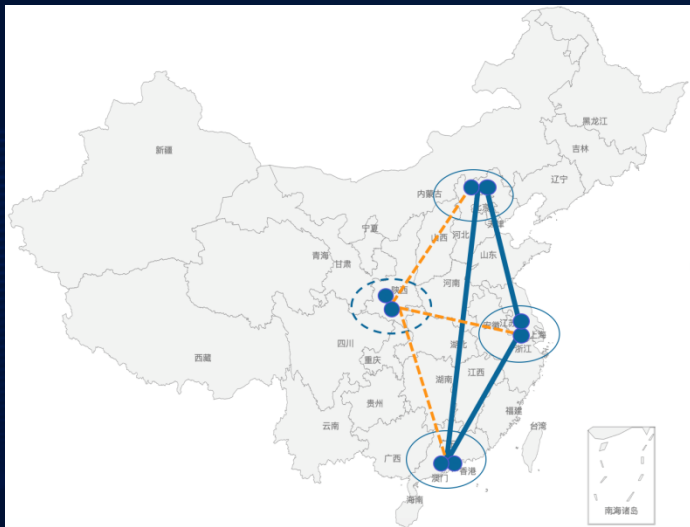 黑龙江
吉林
新疆
辽宁
内蒙古
北京
天津
宁夏
河北
山西
青海
山东
甘肃
河南
陕西
江苏
安徽
上海
四川
湖北
浙江
西藏
重庆
湖南
江西
贵州
福建
云南
台湾
广西
香港
澳门
海南
南海诸岛